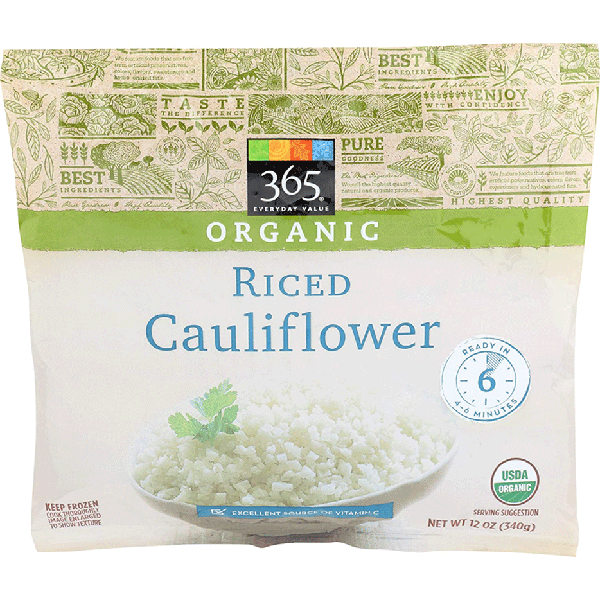 BEST
INGREDIENTS
ENJOY
WITH CONFIDENCE
TASTE
THE DIFFERENCE
PURE
GOODNESS
BEST
INGREDIENTS
HIGHEST QUALITY
365
EVERYDAY VALUE
ORGANIC
RICED
Cauliflower
READY IN
6
4-6 MINUTES
USDA
ORGANIC
EXCELLENT SOURCE OF VITAMIN C
KEEP FROZEN
COOK THOROUGHLY
IMAGE ENLARGED
TO SHOW TEXTURE
SERVING SUGGESTION
NET WT 12 OZ (340g)